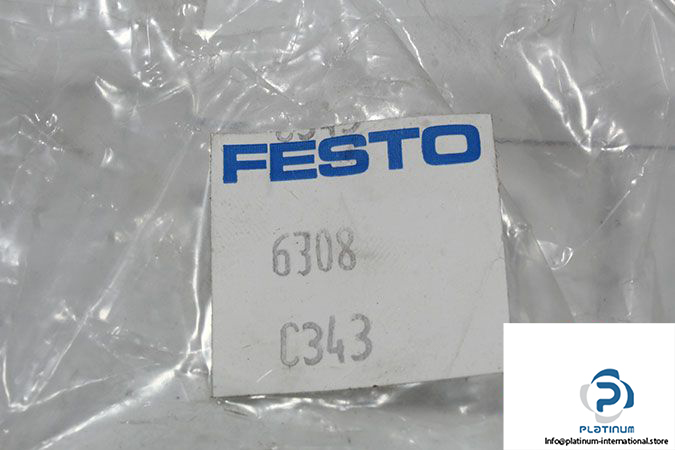 FESTO
6308
C343
PLATINUM
Info@platinum-international.store